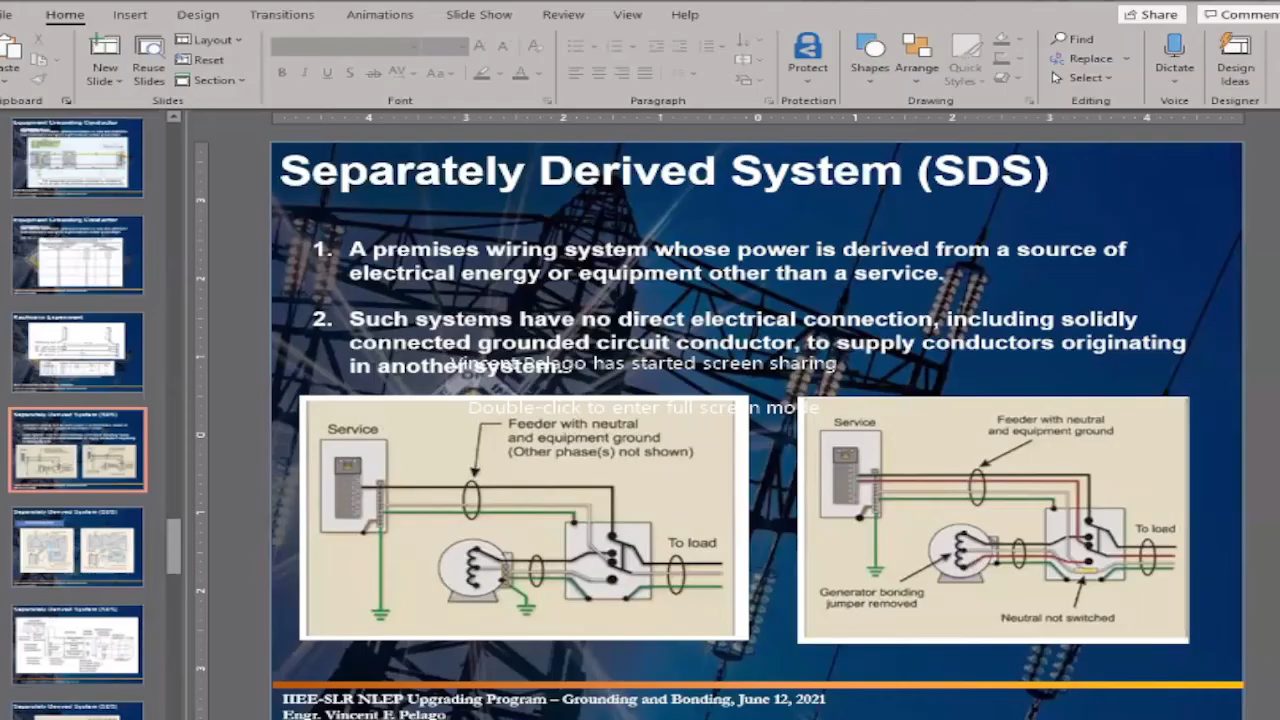 Home Insert Design Transitions Animations Slide Show Review View Help Share
Layout Find
Reset Replace
New Slide Reuse Slides Section Protect Shapes Arrange Quick Styles Select Dictate Design Ideas
Slides Font Paragraph Protection Drawing Editing Voice Designer
Separately Derived System (SDS)
1. A premises wiring system whose power is derived from a source of
electrical energy or equipment other than a service.
2. Such systems have no direct electrical connection, including solidly
connected grounded circuit conductor, to supply conductors originating
in another system.
Vincent Pelago has started screen sharing
Double-click to enter full screen mode
Service
Feeder with neutral
and equipment ground
(Other phase(s) not shown)
To load
Service
Feeder with neutral
and equipment ground
To load
Generator bonding
jumper removed
Neutral not switched
IIEE-SLR NLEP Upgrading Program – Grounding and Bonding, June 12, 2021
Engr. Vincent F. Pelago